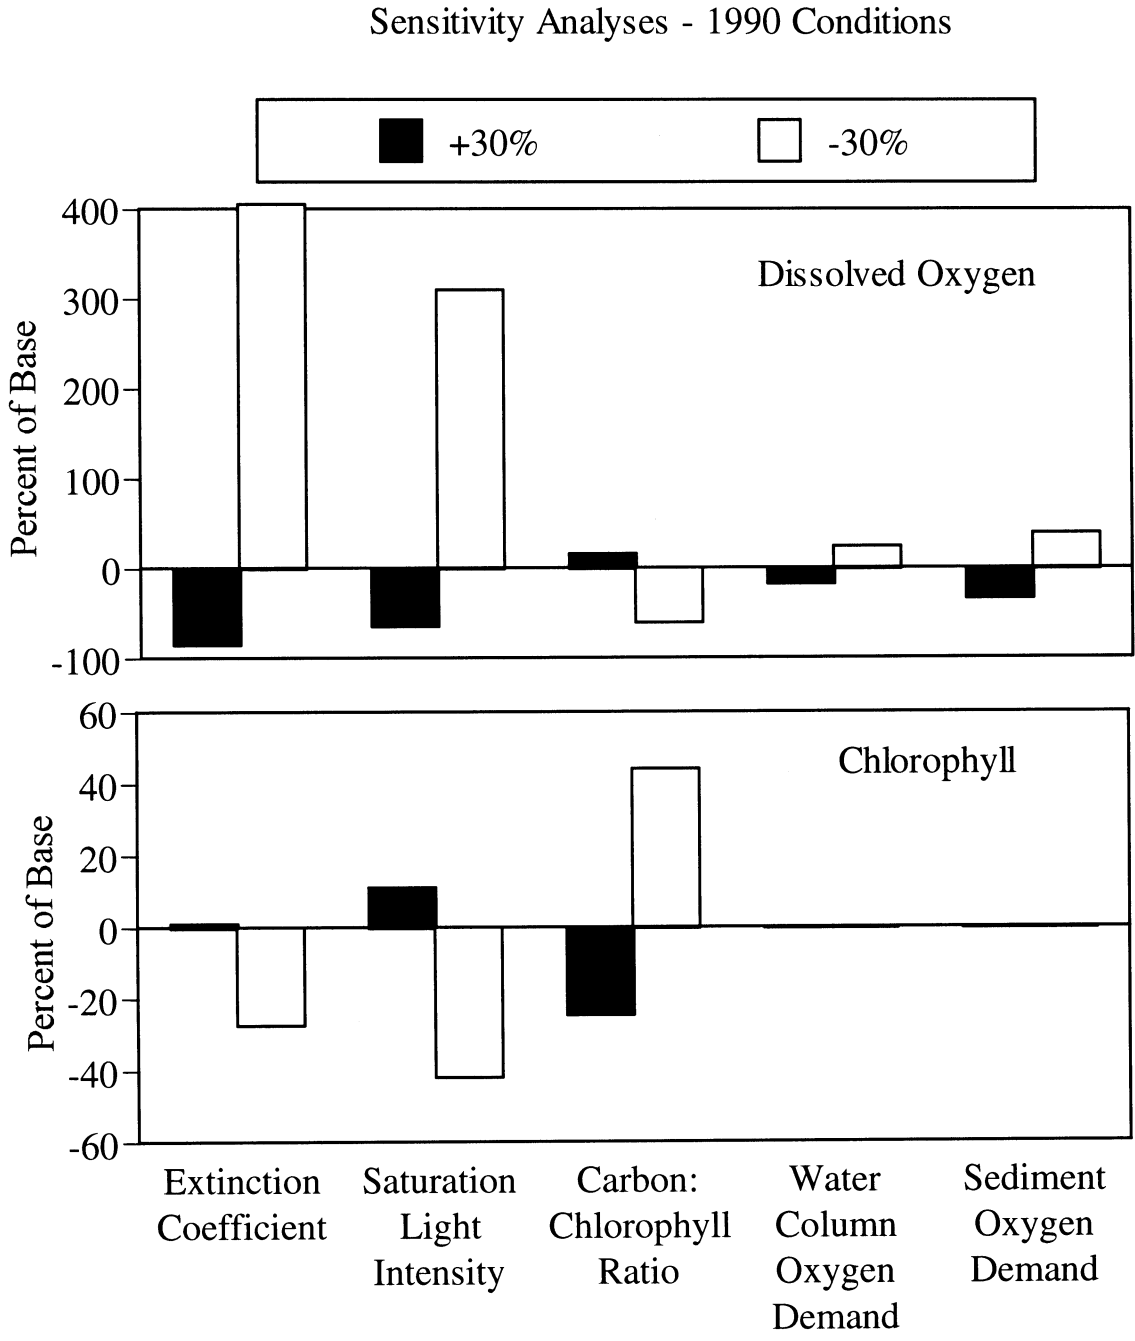 Sensitivity Analyses - 1990 Conditions
+30% -30%
400
300
200
100
0
-100
Percent of Base
Dissolved Oxygen
60
40
20
0
-20
-40
-60
Percent of Base
Chlorophyll
Extinction
Coefficient
Saturation
Light
Intensity
Carbon:
Chlorophyll
Ratio
Water
Column
Oxygen
Demand
Sediment
Oxygen
Demand